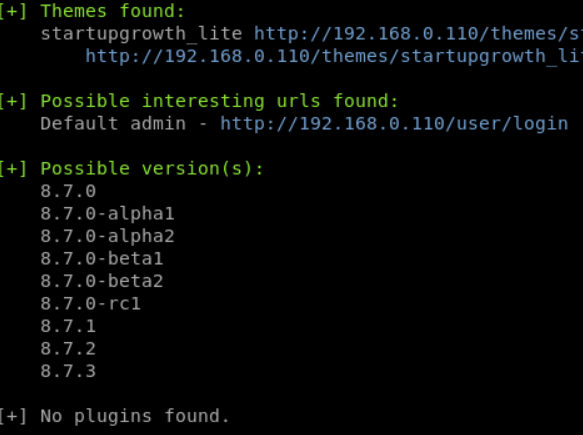 [+] Themes found:
startupgrowth_lite http://192.168.0.110/themes/st
http://192.168.0.110/themes/startupgrowth_lit
[+] Possible interesting urls found:
Default admin - http://192.168.0.110/user/login
[+] Possible version(s):
8.7.0
8.7.0-alpha1
8.7.0-alpha2
8.7.0-beta1
8.7.0-beta2
8.7.0-rc1
8.7.1
8.7.2
8.7.3
[+] No plugins found.